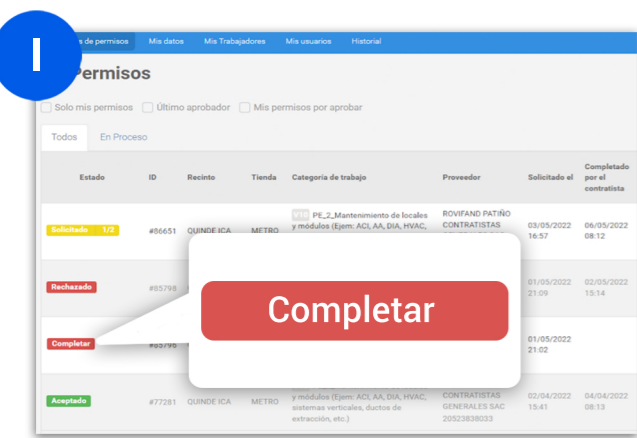 I
s de permisos Mis datos Mis Trabajadores Mis usuarios Historial
Permisos
Solo mis permisos Último aprobador Mis permisos por aprobar
Todos En Proceso
Estado ID Recinto Tienda Categoría de trabajo Proveedor Solicitado el Completado por el contratista
Solicitado 1/2 #86651 QUINDE ICA METRO V10 PE_2_Mantenimiento de locales
y módulos (Ejem: ACI, AA, DIA, HVAC,
ROVIFAND PATIÑO
CONTRATISTAS
03/05/2022
16:57
06/05/2022
08:12
Rechazado #85798
01/05/2022
21:09
02/05/2022
15:14
Completar
Completar #85796
01/05/2022
21:02
Aceptado #77281 QUINDE ICA METRO
y módulos (Ejem: ACI, AA, DIA, HVAC,
sistemas verticales, ductos de
extracción, etc.)
CONTRATISTAS
GENERALES SAC
20523838033
02/04/2022
15:41
04/04/2022
08:13